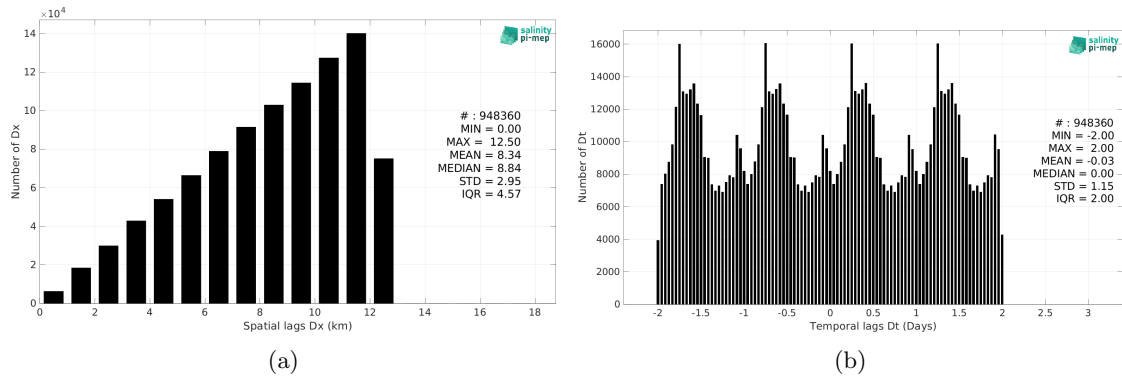 ×10⁴
14
12
10
8
6
4
2
0
Number of Dx
0 2 4 6 8 10 12 14 16 18
Spatial lags Dx (km)
salinity
pi-mep
# : 948360
MIN = 0.00
MAX = 12.50
MEAN = 8.34
MEDIAN = 8.84
STD = 2.95
IQR = 4.57
(a)
16000
14000
12000
10000
8000
6000
4000
2000
0
Number of Dt
-2 -1.5 -1 -0.5 0 0.5 1 1.5 2 2.5 3
Temporal lags Dt (Days)
salinity
pi-mep
# : 948360
MIN = -2.00
MAX = 2.00
MEAN = -0.03
MEDIAN = 0.00
STD = 1.15
IQR = 2.00
(b)